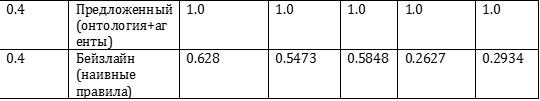 0.4 Предложенный 1.0 1.0 1.0 1.0 1.0
(онтология+аг
енты)
0.4 Бейзлайн 0.628 0.5473 0.5848 0.2627 0.2934
(наивные
правила)